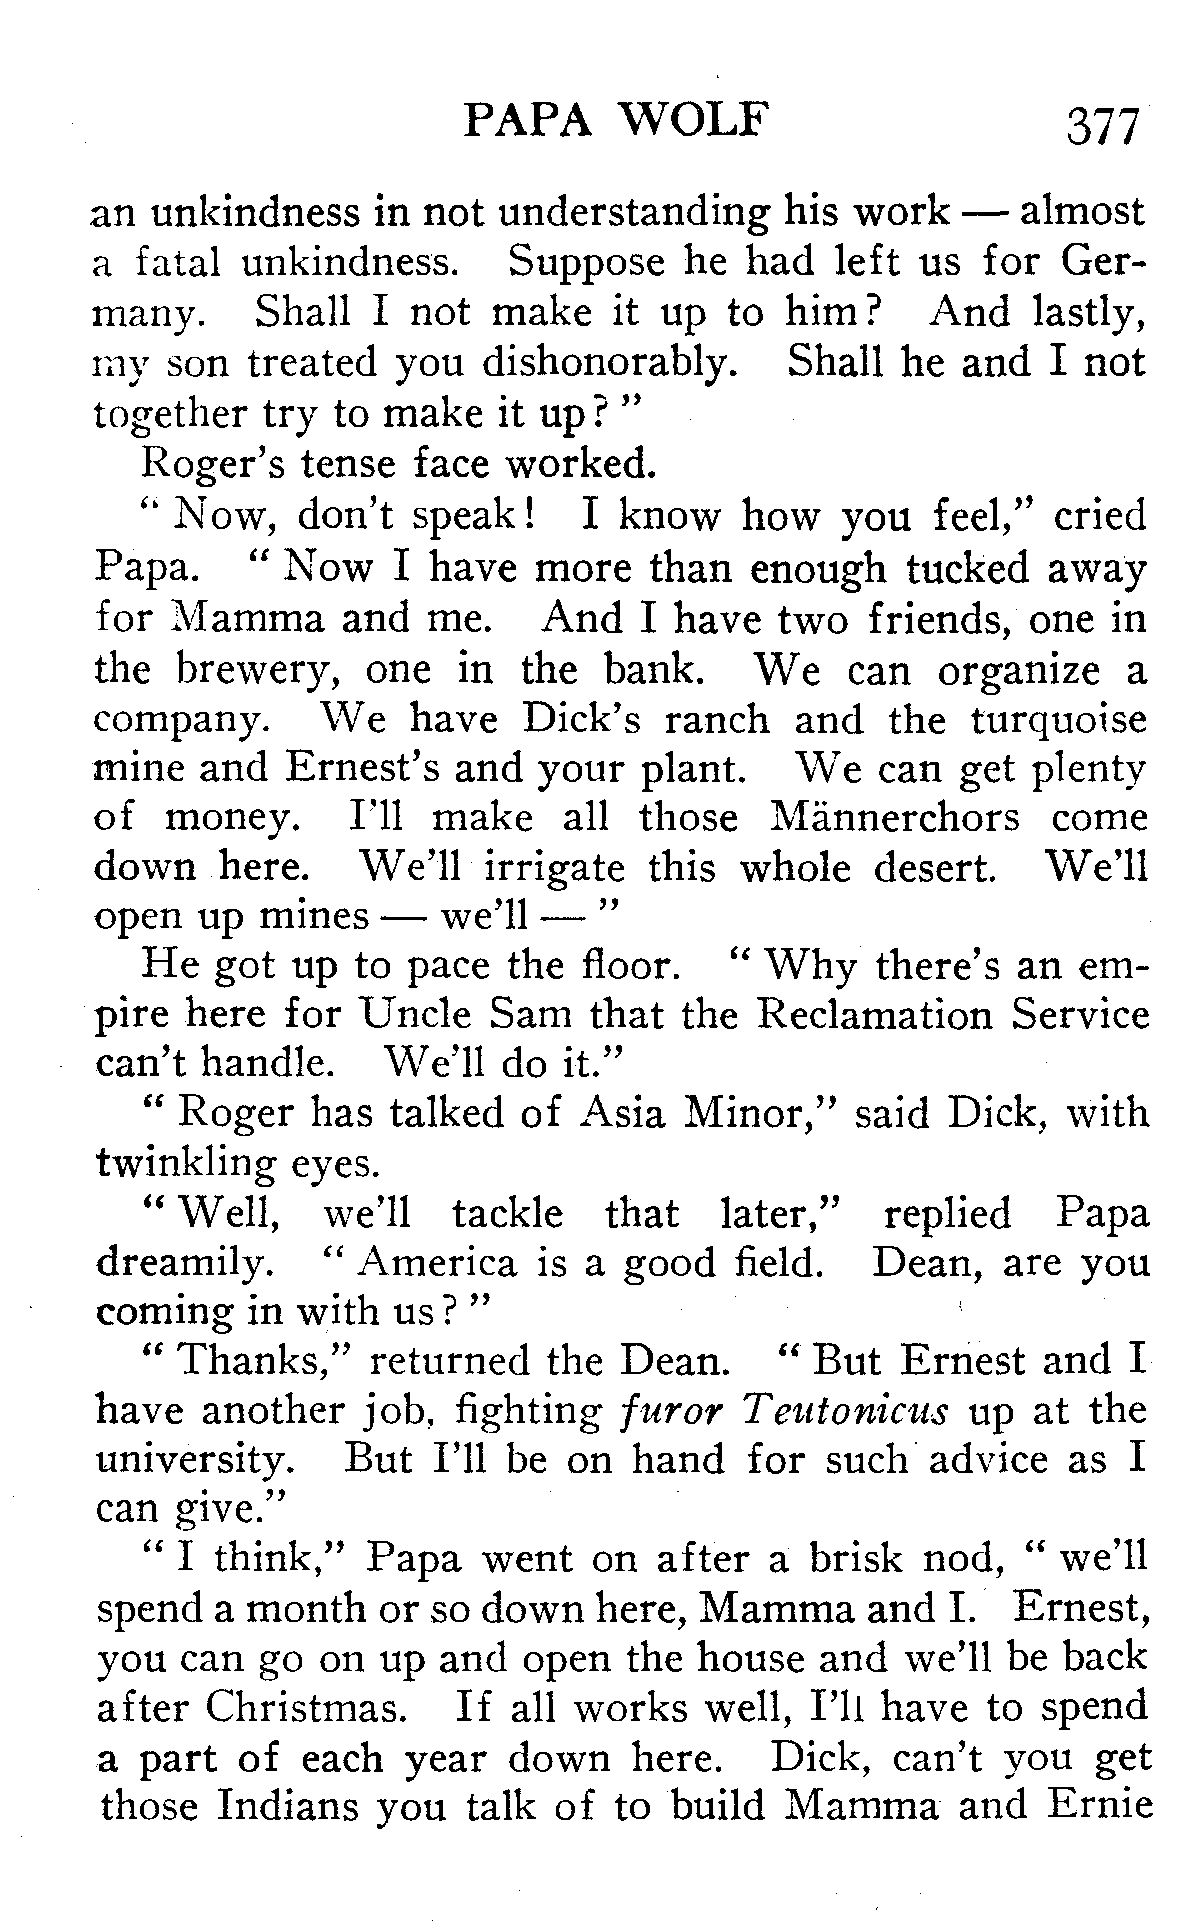 PAPA WOLF 377
an unkindness in not understanding his work — almost
a fatal unkindness. Suppose he had left us for Ger-
many. Shall I not make it up to him? And lastly,
my son treated you dishonorably. Shall he and I not
together try to make it up?"
Roger's tense face worked.
"Now, don't speak! I know how you feel," cried
Papa. "Now I have more than enough tucked away
for Mamma and me. And I have two friends, one in
the brewery, one in the bank. We can organize a
company. We have Dick's ranch and the turquoise
mine and Ernest's and your plant. We can get plenty
of money. I'll make all those Männerchors come
down here. We'll irrigate this whole desert. We'll
open up mines — we'll — "
He got up to pace the floor. "Why there's an em-
pire here for Uncle Sam that the Reclamation Service
can't handle. We'll do it."
"Roger has talked of Asia Minor," said Dick, with
twinkling eyes.
"Well, we'll tackle that later," replied Papa
dreamily. "America is a good field. Dean, are you
coming in with us?"
"Thanks," returned the Dean. "But Ernest and I
have another job, fighting furor Teutonicus up at the
university. But I'll be on hand for such advice as I
can give."
"I think," Papa went on after a brisk nod, "we'll
spend a month or so down here, Mamma and I. Ernest,
you can go on up and open the house and we'll be back
after Christmas. If all works well, I'll have to spend
a part of each year down here. Dick, can't you get
those Indians you talk of to build Mamma and Ernie